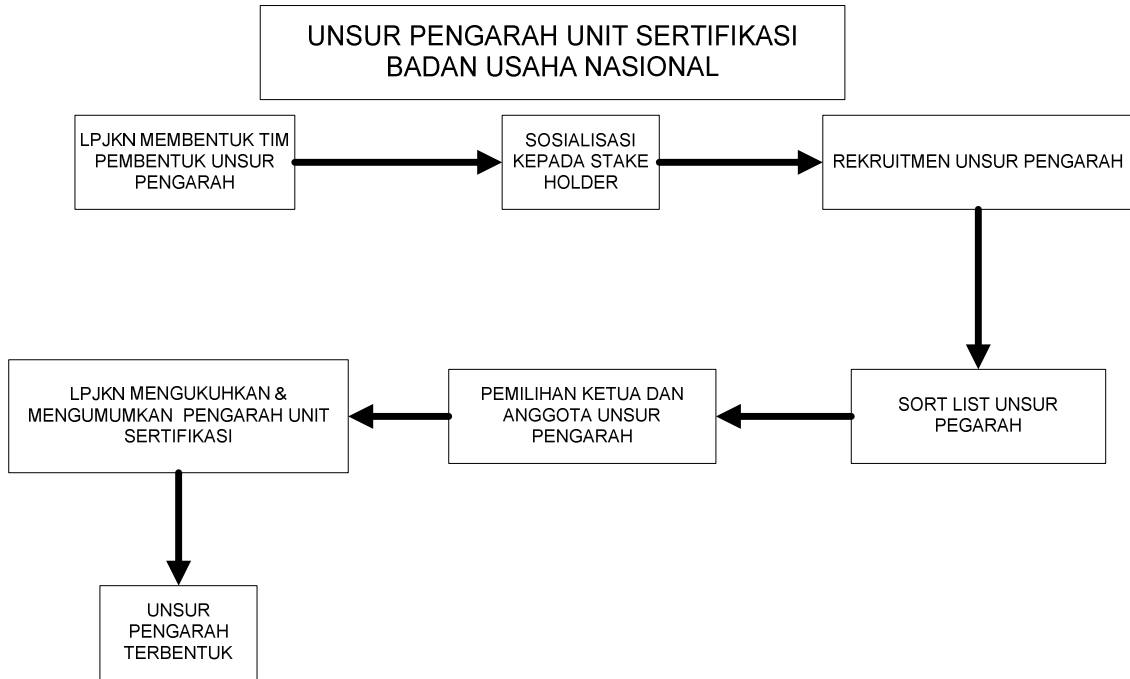 UNSUR PENGARAH UNIT SERTIFIKASI
BADAN USAHA NASIONAL
LPJKN MEMBENTUK TIM
PEMBENTUK UNSUR
PENGARAH
SOSIALISASI
KEPADA STAKE
HOLDER
REKRUITMEN UNSUR PENGARAH
SORT LIST UNSUR
PEGARAH
PEMILIHAN KETUA DAN
ANGGOTA UNSUR
PENGARAH
LPJKN MENGUKUHKAN &
MENGUMUMKAN PENGARAH UNIT
SERTIFIKASI
UNSUR
PENGARAH
TERBENTUK